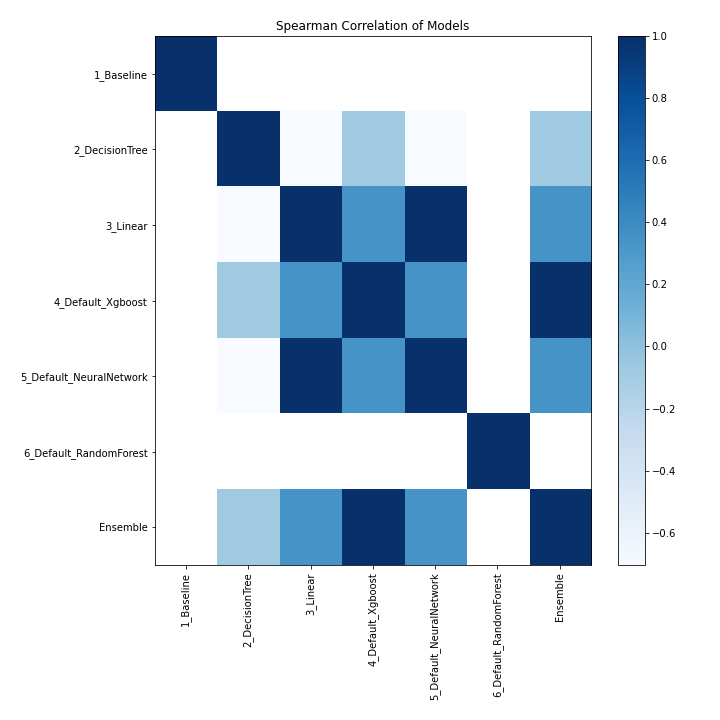 Spearman Correlation of Models
1_Baseline
2_DecisionTree
3_Linear
4_Default_Xgboost
5_Default_NeuralNetwork
6_Default_RandomForest
Ensemble
1_Baseline
2_DecisionTree
3_Linear
4_Default_Xgboost
5_Default_NeuralNetwork
6_Default_RandomForest
Ensemble
1.0
0.8
0.6
0.4
0.2
0.0
−0.2
−0.4
−0.6